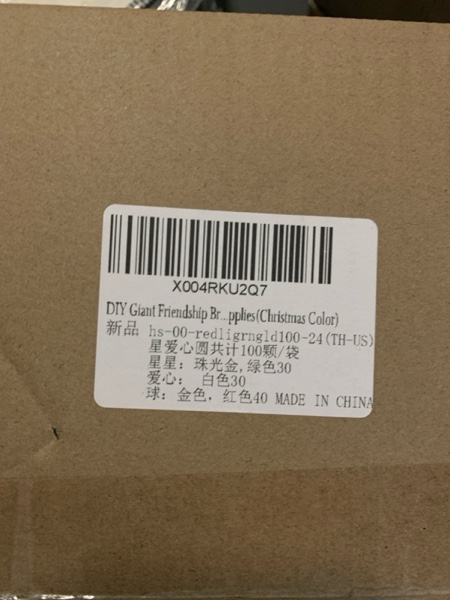 X004RKU2Q7
DIY Giant Friendship Br...pplies(Christmas Color)
新品 hs-00-redligrngld100-24(TH-US)
星爱心圆共计100颗/袋
星星：珠光金,绿色30
爱心： 白色30
球：金色，红色40 MADE IN CHINA